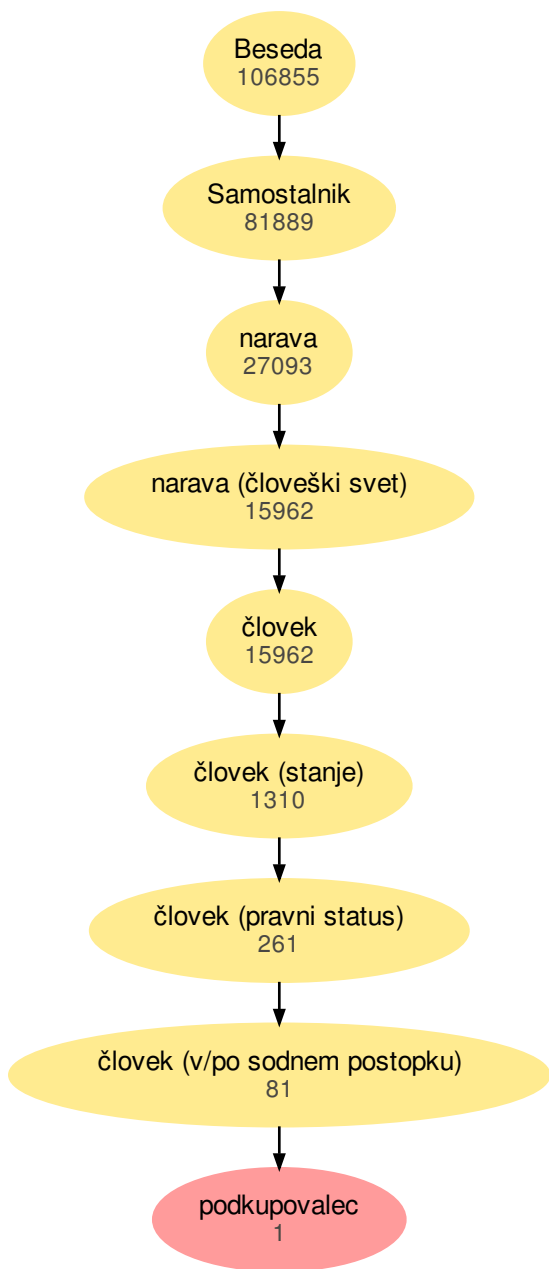 Beseda
106855
Samostalnik
81889
narava
27093
narava (človeški svet)
15962
človek
15962
človek (stanje)
1310
človek (pravni status)
261
človek (v/po sodnem postopku)
81
podkupovalec
1